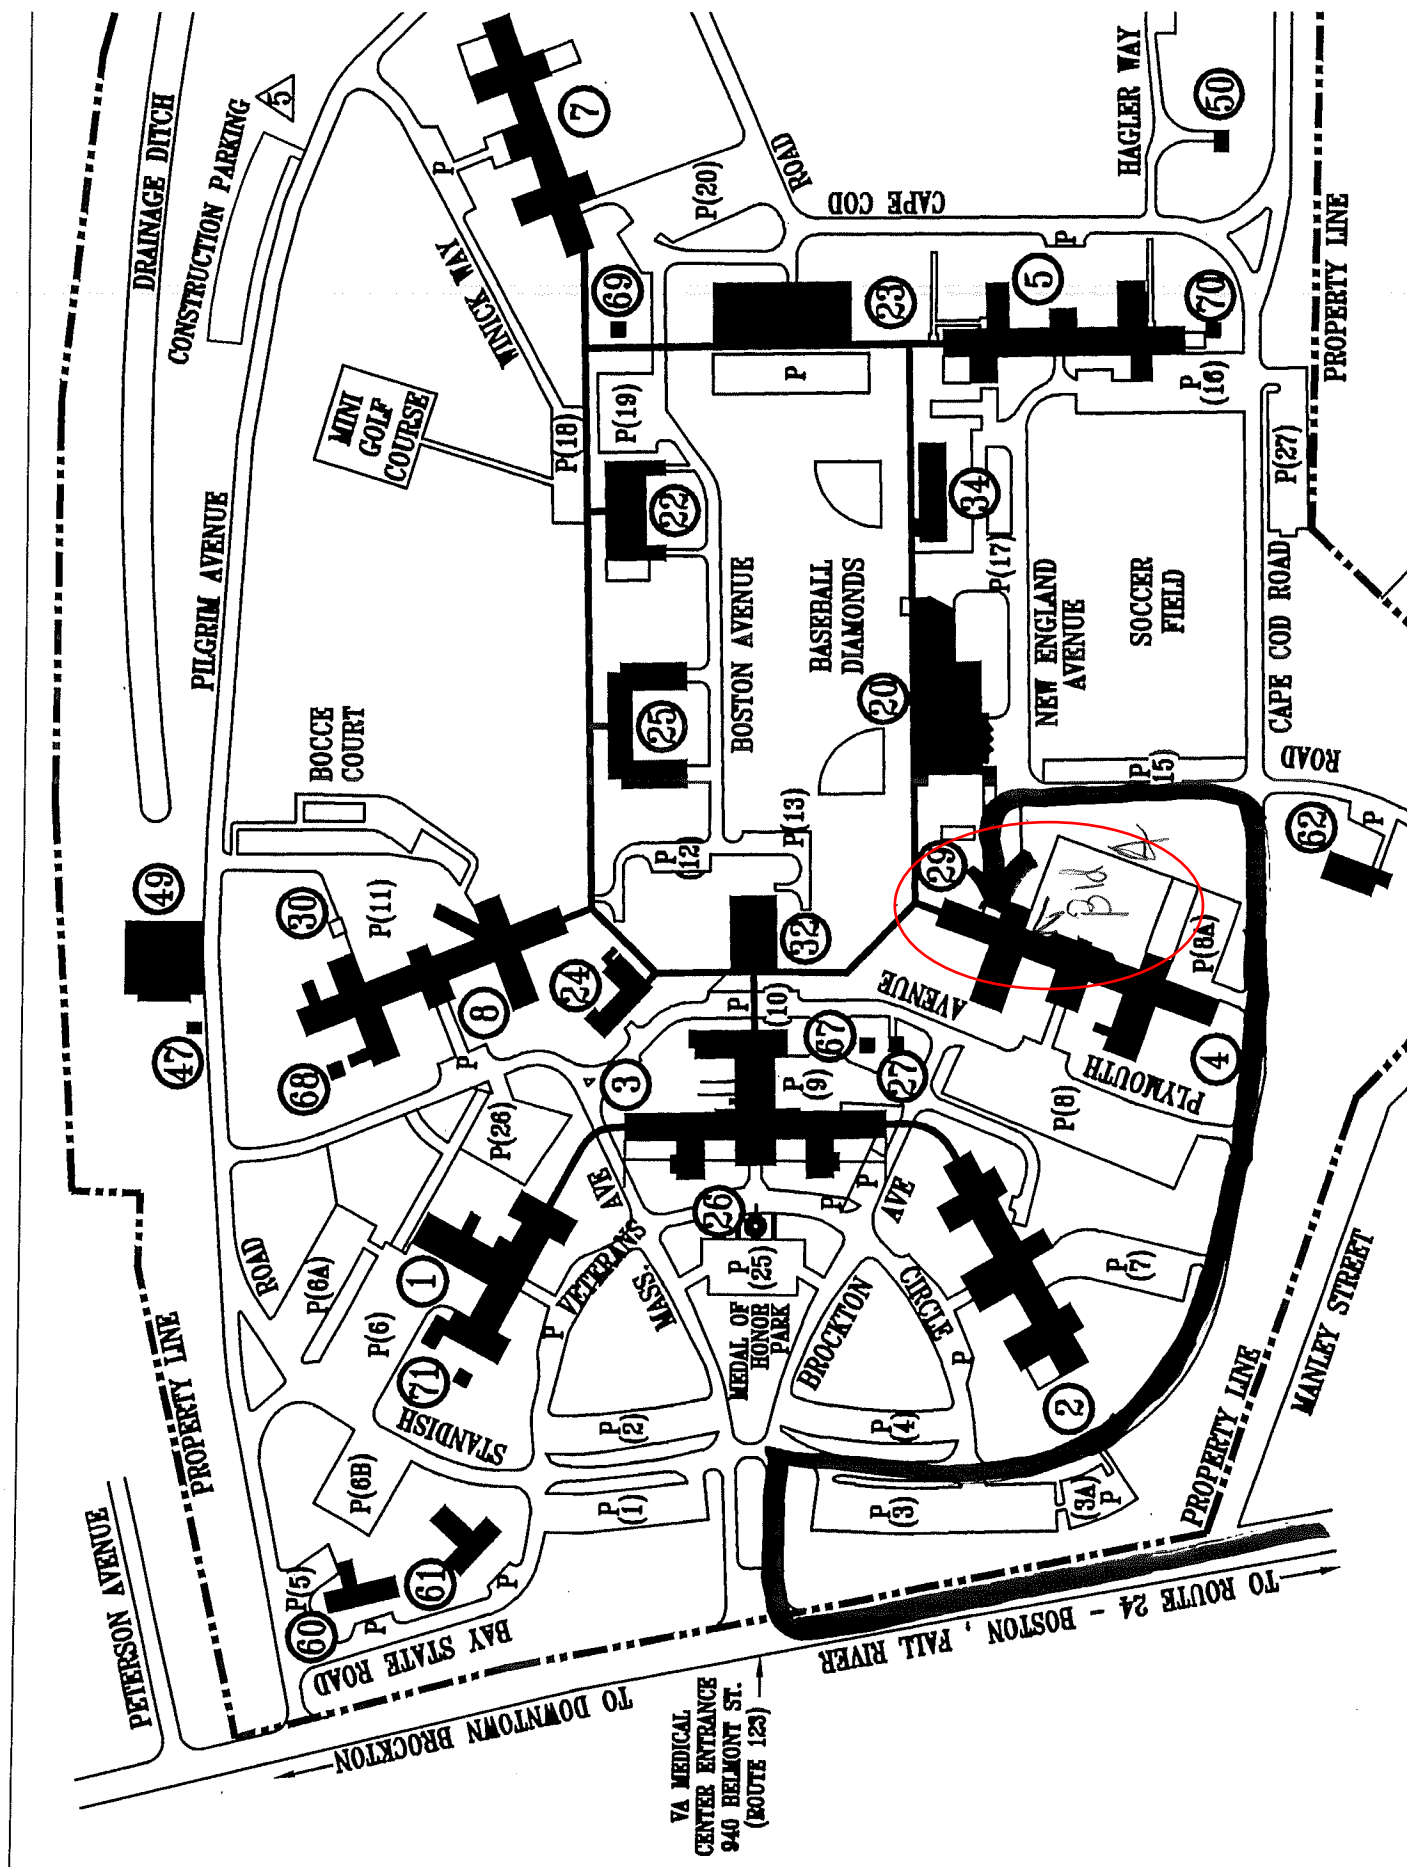 HAGLER WAY
50
DRAINAGE DITCH
CONSTRUCTION PARKING
5
7
P
P(20)
ROAD
CAPE COD
P
PROPERTY LINE
WINICK WAY
69
23
5
70
MINI
GOLF
COURSE
P(18)
P(19)
P
P
(16)
PILGRIM AVENUE
22
34
P(27)
P(17)
BOCCE
COURT
25
BOSTON AVENUE
BASEBALL
DIAMONDS
20
NEW ENGLAND
AVENUE
SOCCER
FIELD
CAPE COD ROAD
ROAD
P
(15)
49
30
P(11)
P
(12)
P(13)
29
Bld
4
62
P
32
24
8
P
(10)
AVENUE
P(8A)
47
68
P
3
67
27
P
(9)
PLYMOUTH
4
P(26)
P(8)
ROAD
P(6A)
1
VETERANS
AVE
MASS.
26
P
P
AVE
P
(25)
P
(7)
PROPERTY LINE
P(6)
71
P
MEDAL OF
HONOR
PARK
BROCKTON
CIRCLE
P
2
MANLEY STREET
STANDISH
P
(2)
P
(4)
P(6B)
P
(1)
P
(3)
(3A)
P
PROPERTY LINE
PETERSON AVENUE
P(5)
60
61
P
P
BAY STATE ROAD
TO DOWNTOWN BROCKTON
TO ROUTE 24 - BOSTON , FALL RIVER
VA MEDICAL
CENTER ENTRANCE
940 BELMONT ST.
(ROUTE 123)